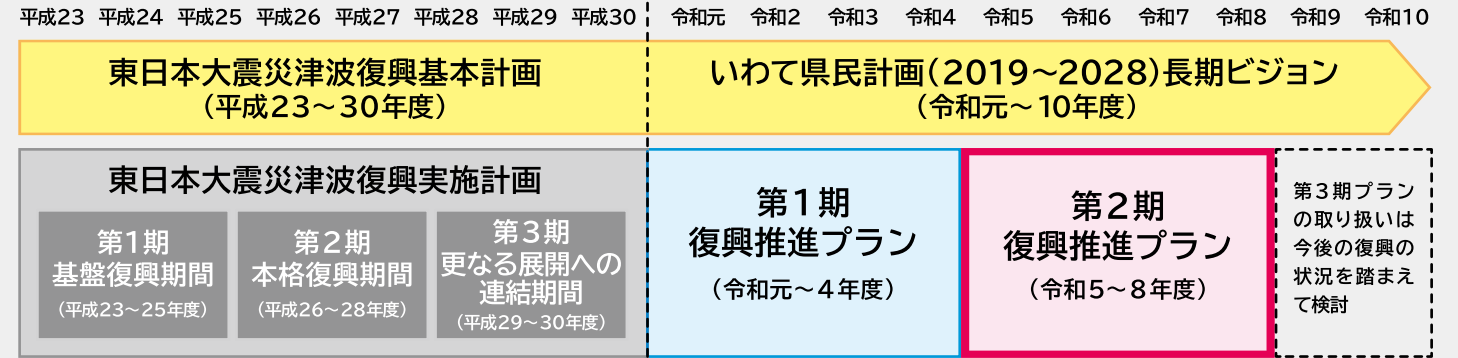 平成23 平成24 平成25 平成26 平成27 平成28 平成29 平成30 令和元 令和2 令和3 令和4 令和5 令和6 令和7 令和8 令和9 令和10
東日本大震災津波復興基本計画
（平成23～30年度）
いわて県民計画（2019～2028）長期ビジョン
（令和元～10年度）
東日本大震災津波復興実施計画
第1期
基盤復興期間
（平成23～25年度）
第2期
本格復興期間
（平成26～28年度）
第3期
更なる展開への
連結期間
（平成29～30年度）
第1期
復興推進プラン
（令和元～4年度）
第2期
復興推進プラン
（令和5～8年度）
第3期プラン
の取り扱いは
今後の復興の
状況を踏まえ
て検討